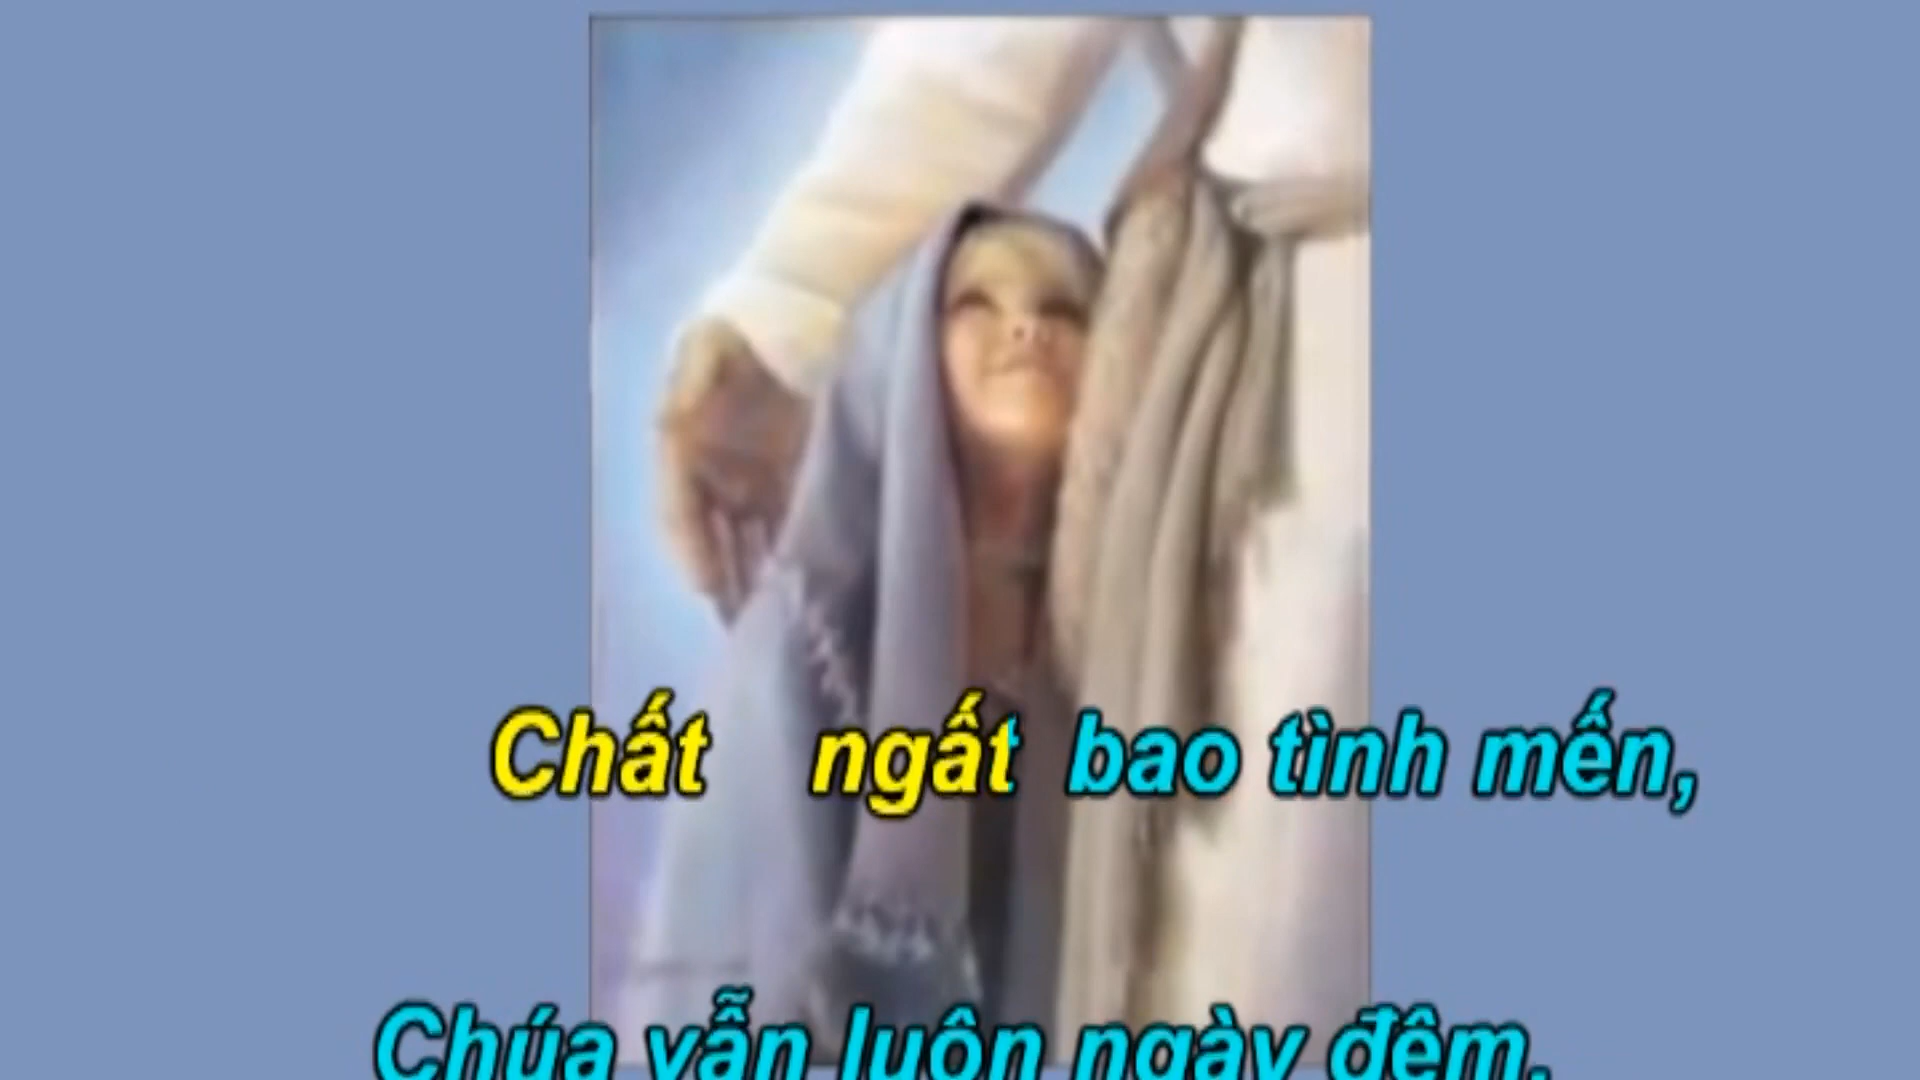 Chất ngất bao tình mến,
Chúa vẫn luôn ngày đêm.